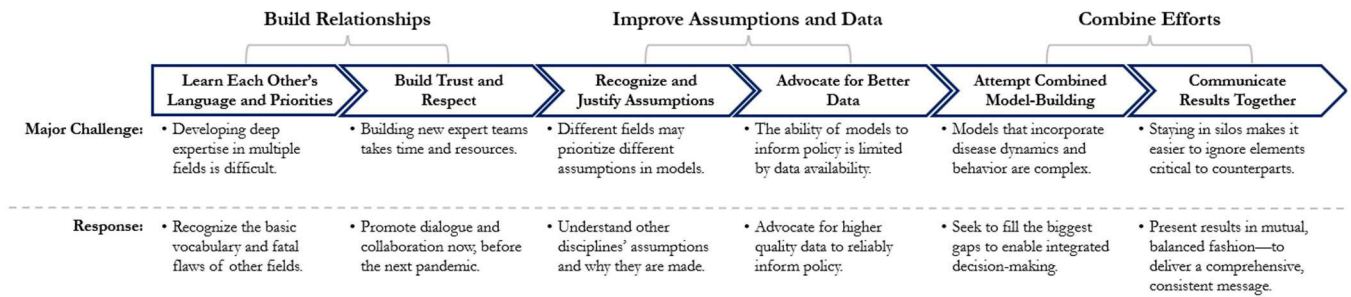 Build Relationships
Improve Assumptions and Data
Combine Efforts
Learn Each Other's
Language and Priorities
Build Trust and
Respect
Recognize and
Justify Assumptions
Advocate for Better
Data
Attempt Combined
Model-Building
Communicate
Results Together
Major Challenge:
• Developing deep
expertise in multiple
fields is difficult.
• Building new expert teams
takes time and resources.
• Different fields may
prioritize different
assumptions in models.
• The ability of models to
inform policy is limited
by data availability.
• Models that incorporate
disease dynamics and
behavior are complex.
• Staying in silos makes it
easier to ignore elements
critical to counterparts.
Response:
• Recognize the basic
vocabulary and fatal
flaws of other fields.
• Promote dialogue and
collaboration now, before
the next pandemic.
• Understand other
disciplines' assumptions
and why they are made.
• Advocate for higher
quality data to reliably
inform policy.
• Seek to fill the biggest
gaps to enable integrated
decision-making.
• Present results in mutual,
balanced fashion—to
deliver a comprehensive,
consistent message.